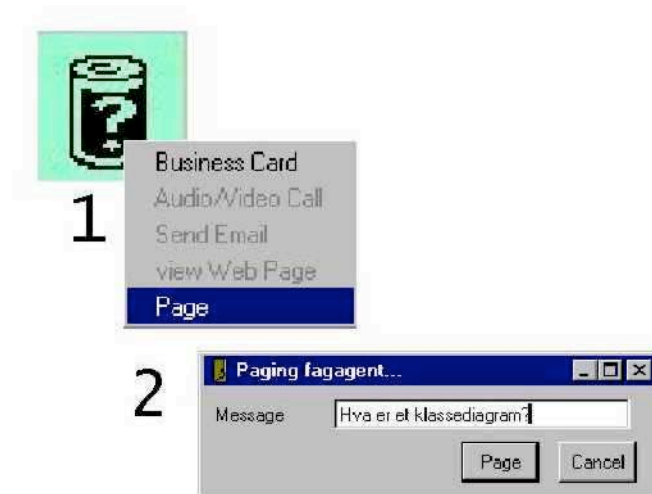 ?
1
Business Card
Audio/Video Call
Send Email
view Web Page
Page
2
Paging fagagent...
Message Hva er et klassediagram?
Page Cancel